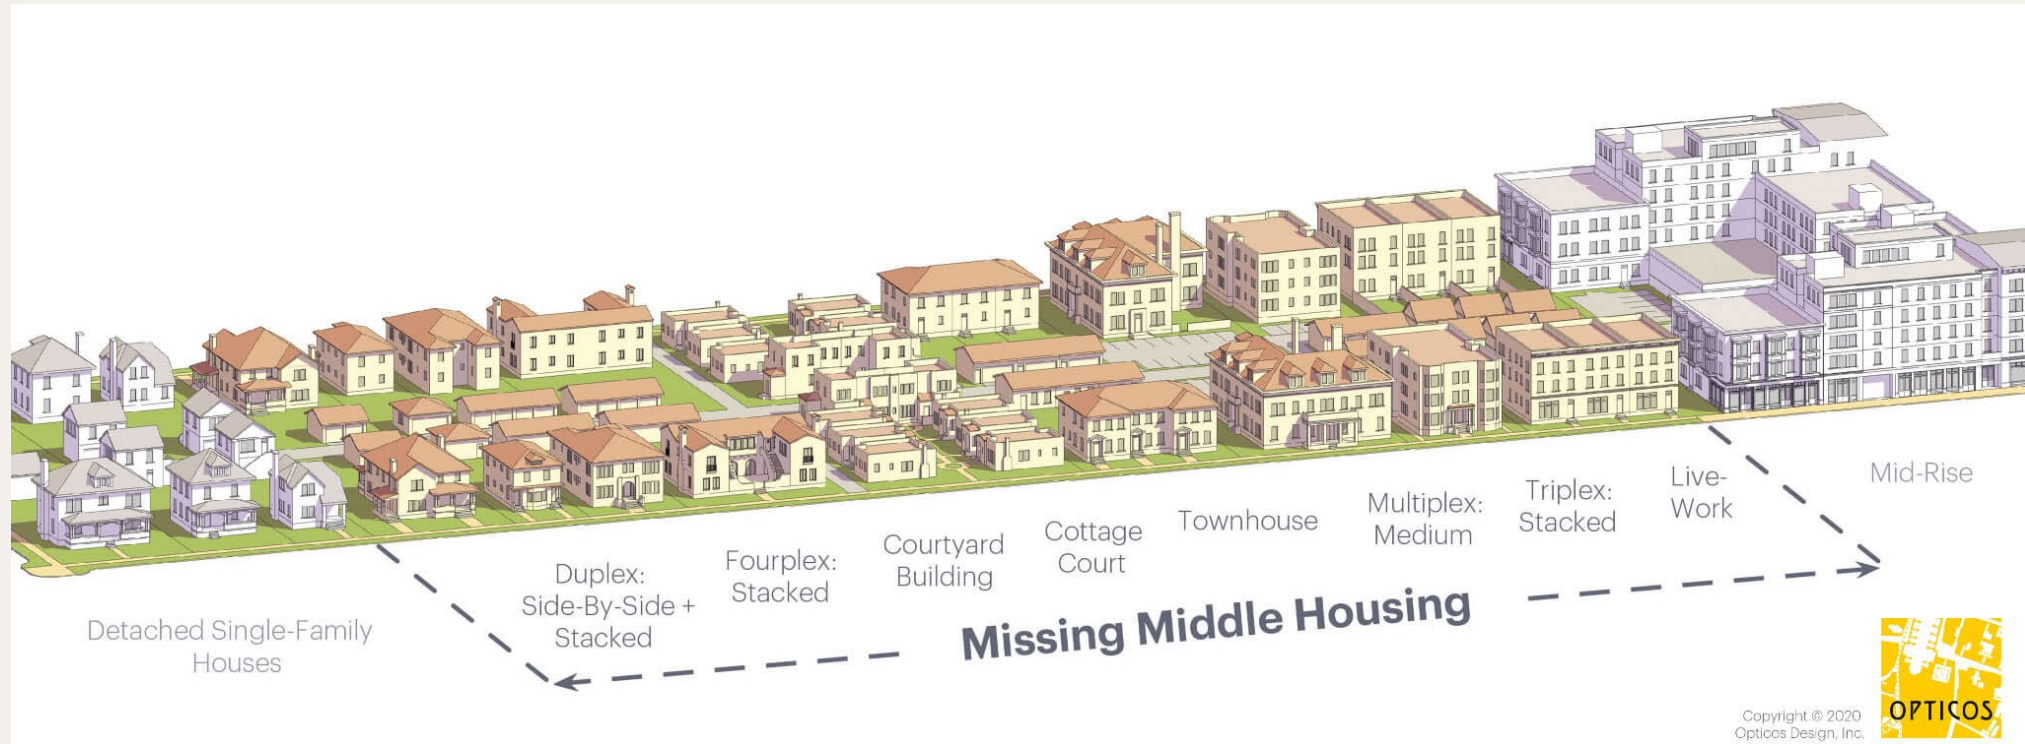 Detached Single-Family
Houses
Duplex:
Side-By-Side +
Stacked
Fourplex:
Stacked
Courtyard
Building
Cottage
Court
Townhouse
Multiplex:
Medium
Triplex:
Stacked
Live-
Work
Mid-Rise
Missing Middle Housing
Copyright © 2020
Opticos Design, Inc.
OPTICOS